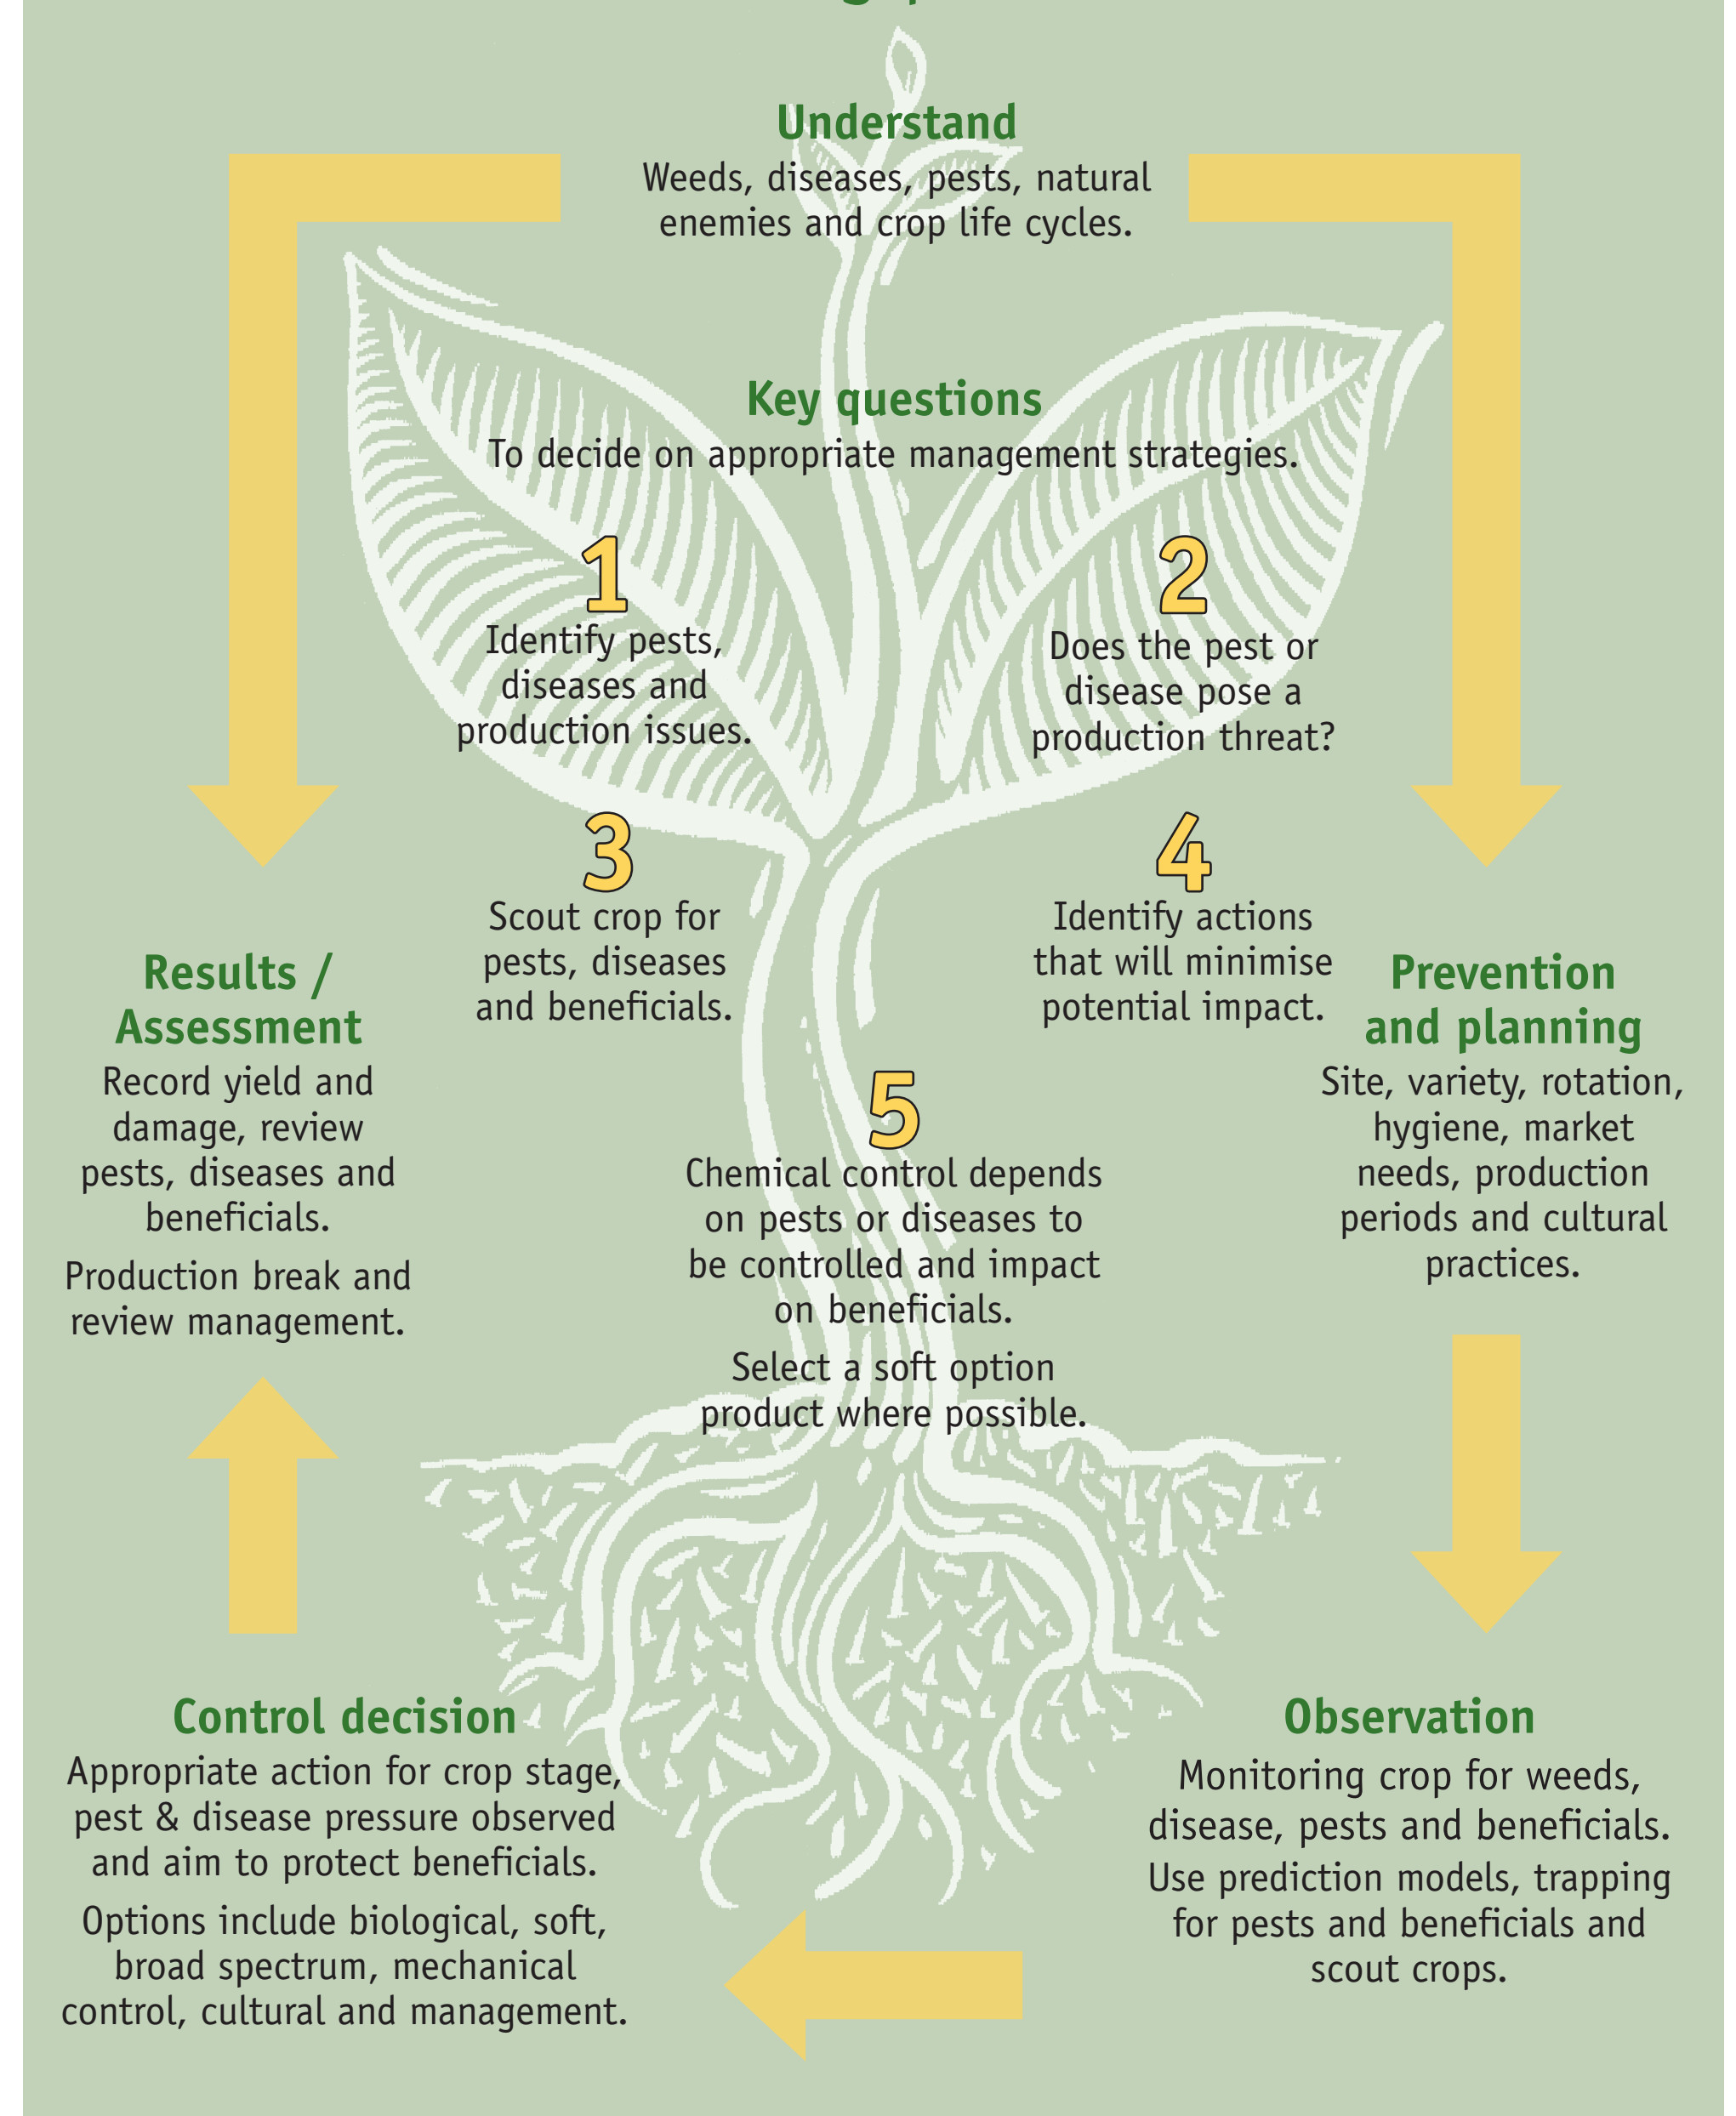 Understand
Weeds, diseases, pests, natural
enemies and crop life cycles.
Key questions
To decide on appropriate management strategies.
1
Identify pests,
diseases and
production issues.
2
Does the pest or
disease pose a
production threat?
3
Scout crop for
pests, diseases
and beneficials.
4
Identify actions
that will minimise
potential impact.
5
Chemical control depends
on pests or diseases to
be controlled and impact
on beneficials.
Select a soft option
product where possible.
Results /
Assessment
Record yield and
damage, review
pests, diseases and
beneficials.
Production break and
review management.
Prevention
and planning
Site, variety, rotation,
hygiene, market
needs, production
periods and cultural
practices.
Control decision
Appropriate action for crop stage,
pest & disease pressure observed
and aim to protect beneficials.
Options include biological, soft,
broad spectrum, mechanical
control, cultural and management.
Observation
Monitoring crop for weeds,
disease, pests and beneficials.
Use prediction models, trapping
for pests and beneficials and
scout crops.